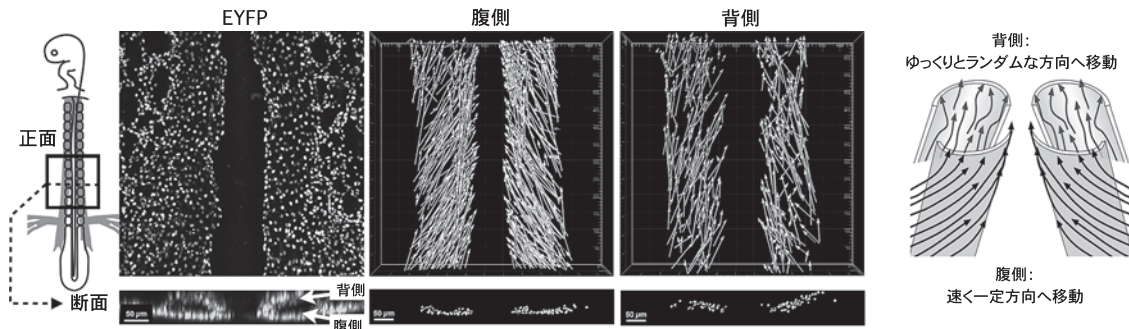 EYFP
腹側
背側
正面
断面
背側
腹側
50 μm
50 μm
50 μm
背側:
ゆっくりとランダムな方向へ移動
腹側:
速く一定方向へ移動